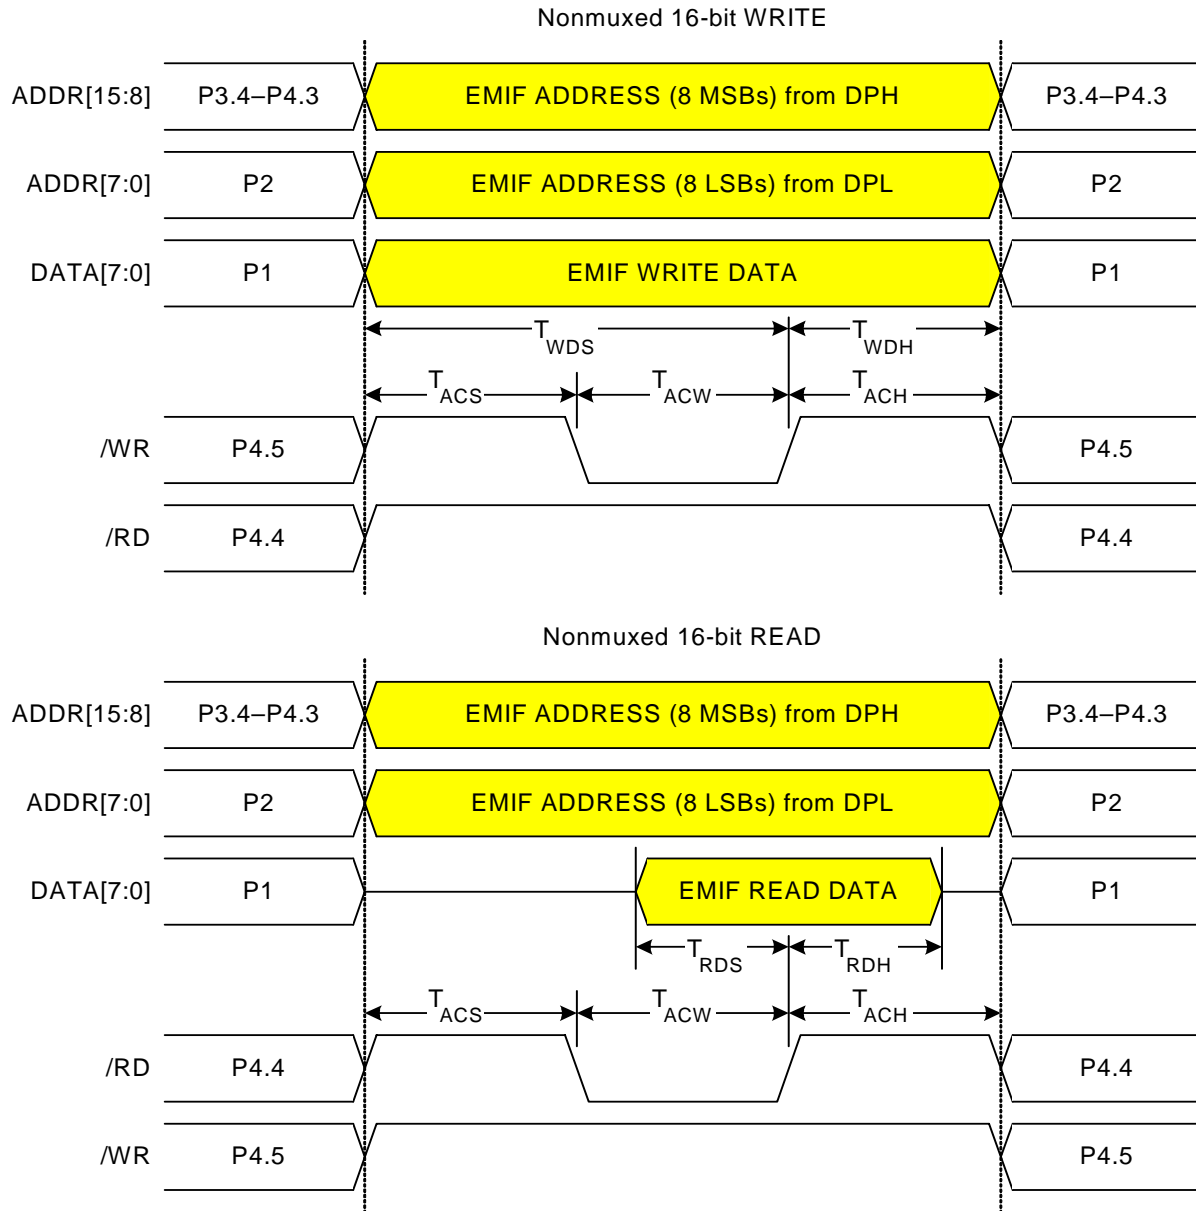 Nonmuxed 16-bit WRITE
ADDR[15:8] P3.4–P4.3 EMIF ADDRESS (8 MSBs) from DPH P3.4–P4.3
ADDR[7:0] P2 EMIF ADDRESS (8 LSBs) from DPL P2
DATA[7:0] P1 EMIF WRITE DATA P1
TWDS TWDH
TACS TACW TACH
/WR P4.5 P4.5
/RD P4.4 P4.4
Nonmuxed 16-bit READ
ADDR[15:8] P3.4–P4.3 EMIF ADDRESS (8 MSBs) from DPH P3.4–P4.3
ADDR[7:0] P2 EMIF ADDRESS (8 LSBs) from DPL P2
DATA[7:0] P1 EMIF READ DATA P1
TRDS TRDH
TACS TACW TACH
/RD P4.4 P4.4
/WR P4.5 P4.5